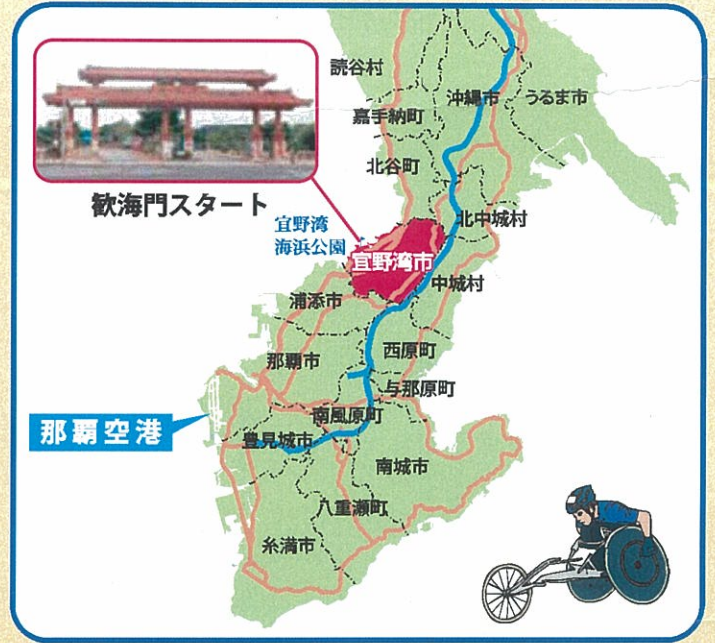 読谷村
沖縄市
うるま市
嘉手納町
北谷町
歓海門スタート
宜野湾
海浜公園
北中城村
宜野湾市
中城村
浦添市
那覇市
西原町
与那原町
那覇空港
南風原町
豊見城市
南城市
八重瀬町
糸満市